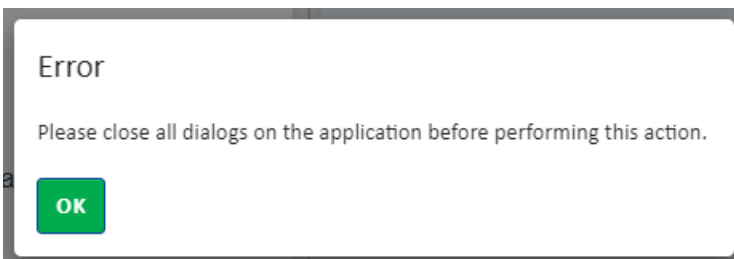 Error
Please close all dialogs on the application before performing this action.
a
OK